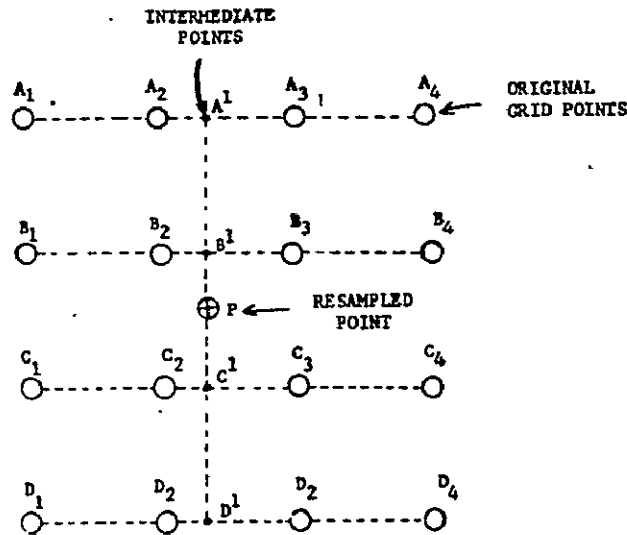 INTERMEDIATE
POINTS
A1 A2 A1 A3 A4
ORIGINAL
GRID POINTS
B1 B2 B1 B3 B4
P
RESAMPLED
POINT
C1 C2 C1 C3 C4
D1 D2 D1 D2 D4